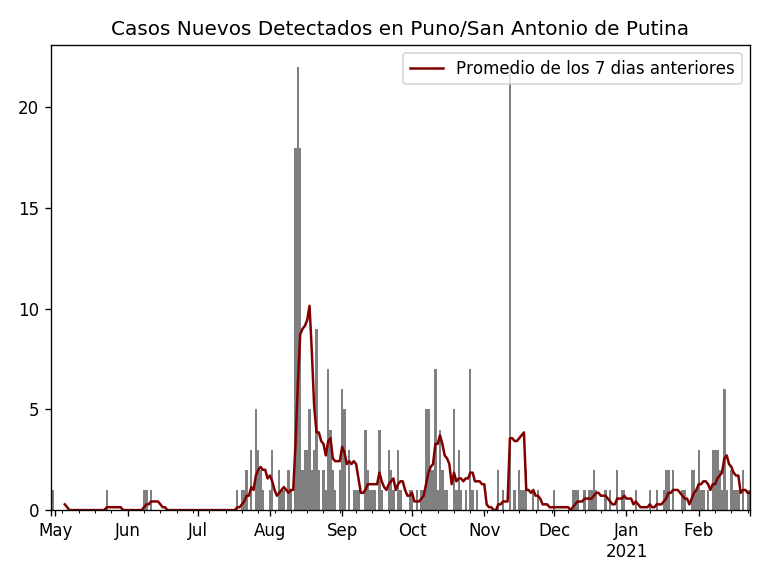 Casos Nuevos Detectados en Puno/San Antonio de Putina
Promedio de los 7 dias anteriores
20
15
10
5
0
May Jun Jul Aug Sep Oct Nov Dec Jan Feb
2021